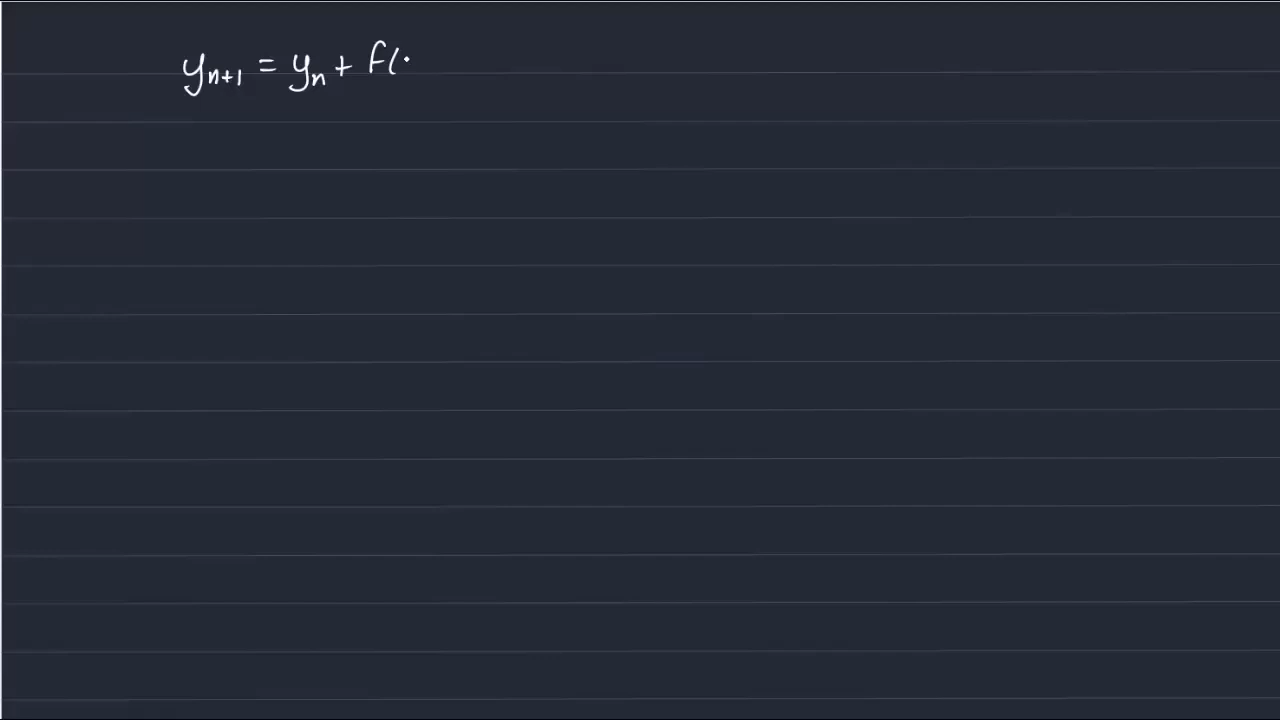 yₙ₊₁ = yₙ + f(